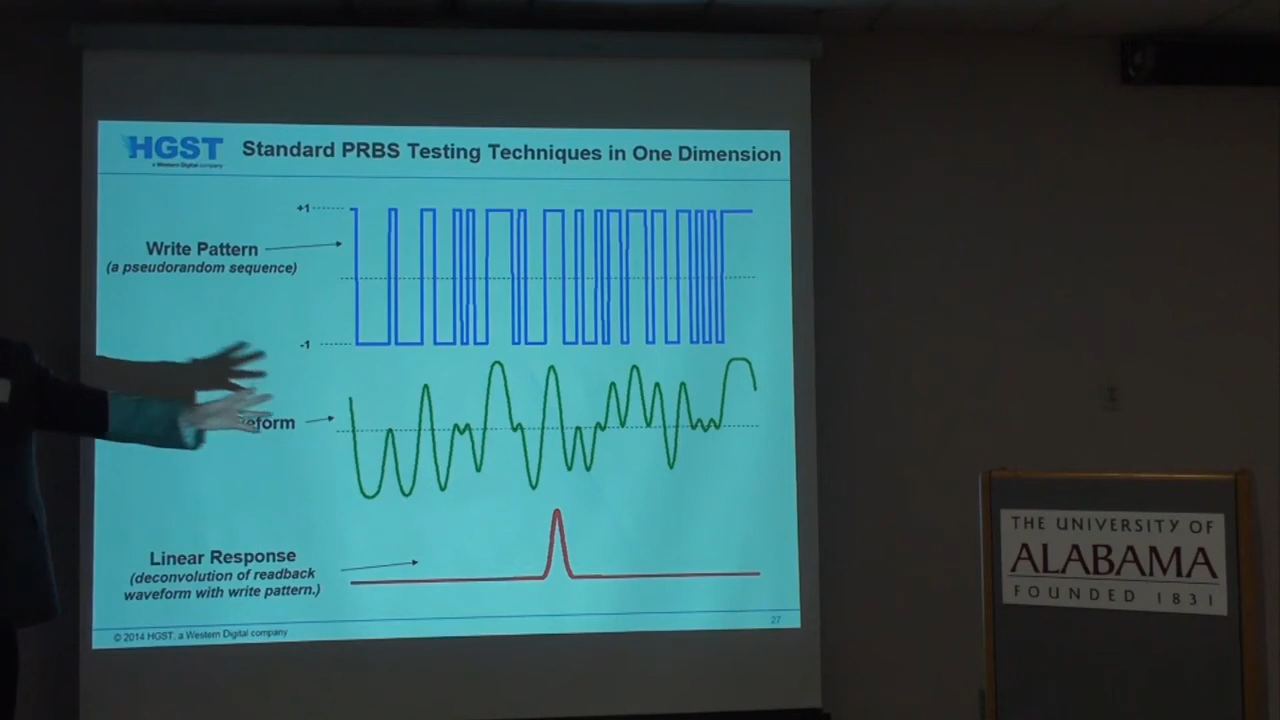 HGST
a Western Digital company
Standard PRBS Testing Techniques in One Dimension
+1
Write Pattern
(a pseudorandom sequence)
-1
Linear Response
(deconvolution of readback
waveform with write pattern.)
© 2014 HGST, a Western Digital company
27
THE UNIVERSITY OF
ALABAMA
FOUNDED 1831